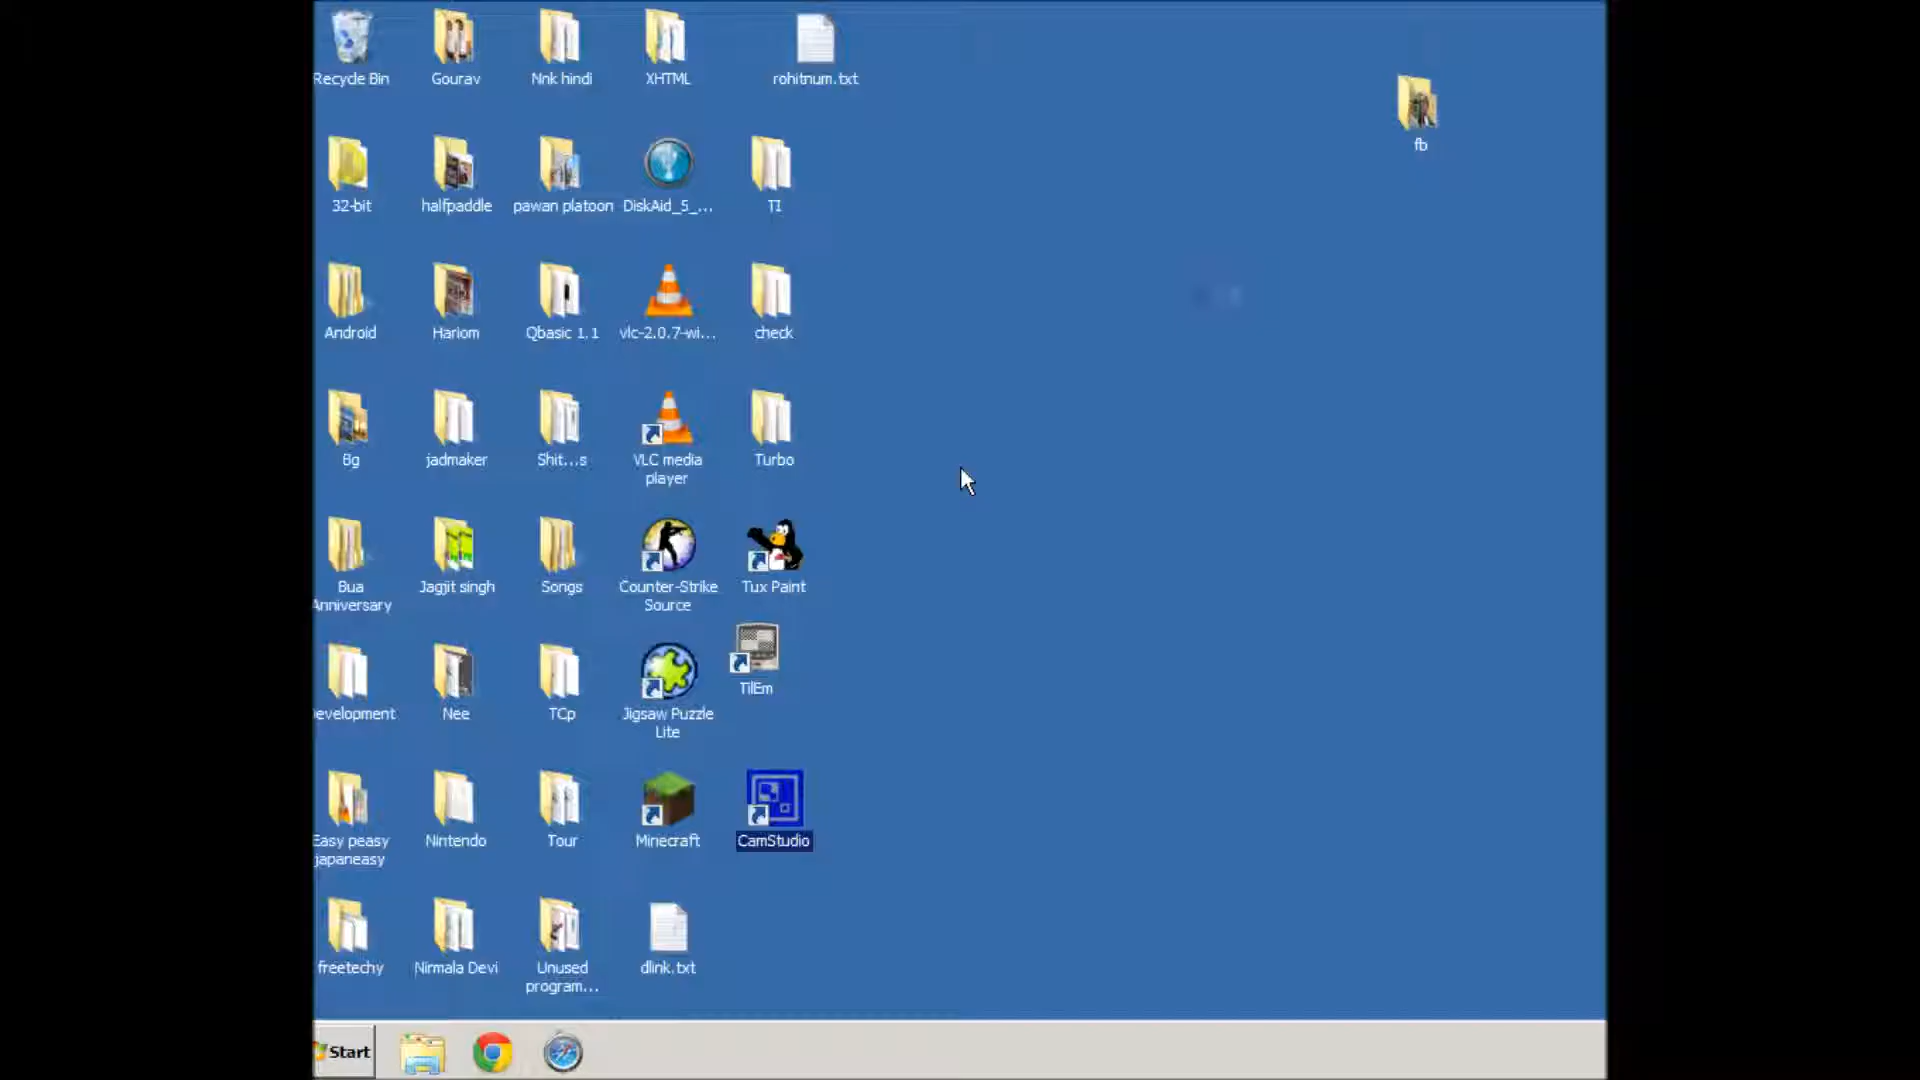 Recycle Bin
Gourav
Nnk hindi
XHTML
rohitnum.txt
fb
32-bit
halfpaddle
pawan platoon
DiskAid_5_...
TI
Android
Hariom
Qbasic 1.1
vlc-2.0.7-wi...
check
Bg
jadmaker
Shit...s
VLC media
player
Turbo
Bua
Anniversary
Jagjit singh
Songs
Counter-Strike
Source
Tux Paint
evelopment
Nee
TCp
Jigsaw Puzzle
Lite
TilEm
Easy peasy
japaneasy
Nintendo
Tour
Minecraft
CamStudio
freetechy
Nirmala Devi
Unused
program...
dlink.txt
Start